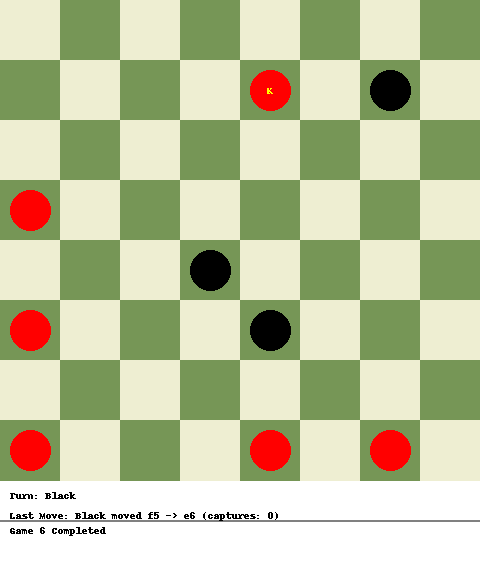 K
Turn: Black
Last Move: Black moved f5 -> e6 (captures: 0)
Game 6 Completed